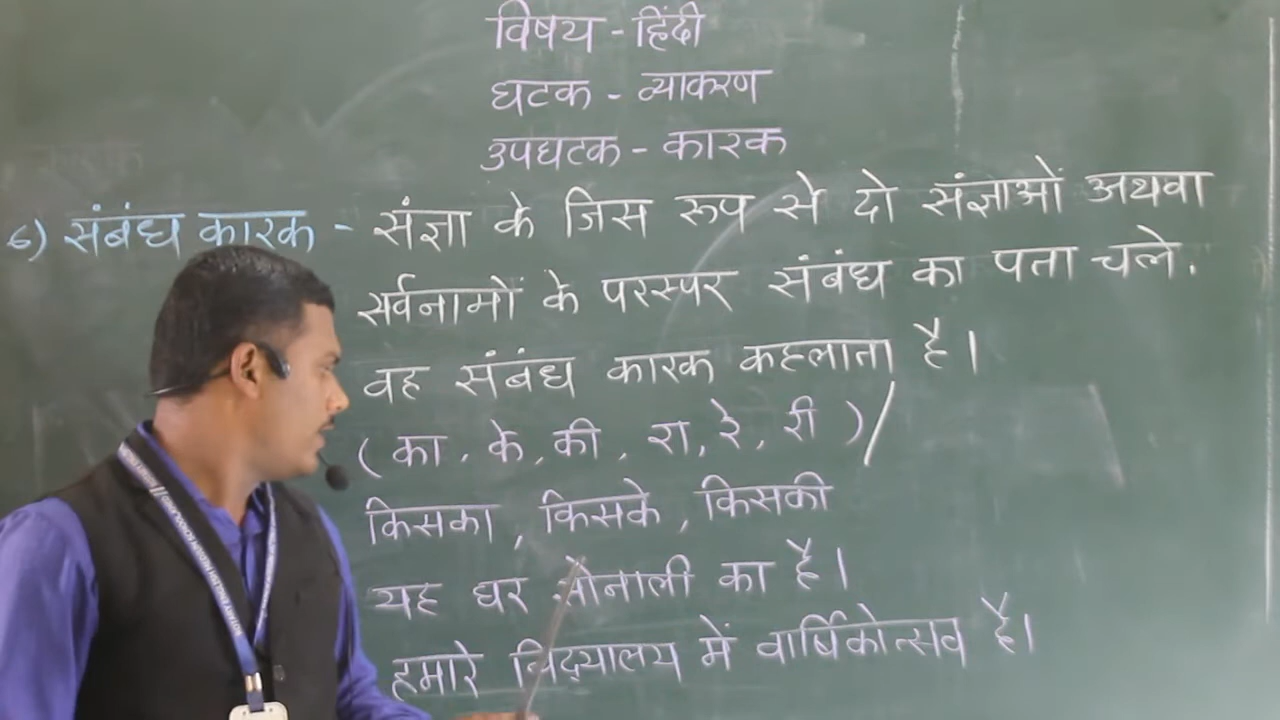 विषय - हिंदी
घटक - व्याकरण
उपघटक - कारक
6) संबंध कारक - संज्ञा के जिस रूप से दो संज्ञाओं अथवा
सर्वनामों के परस्पर संबंध का पता चले.
वह संबंध कारक कहलाता है।
( का, के, की, रा, रे, री ) /
किसका, किसके, किसकी
यह घर सोनाली का है।
हमारे विद्यालय में वार्षिकोत्सव है।